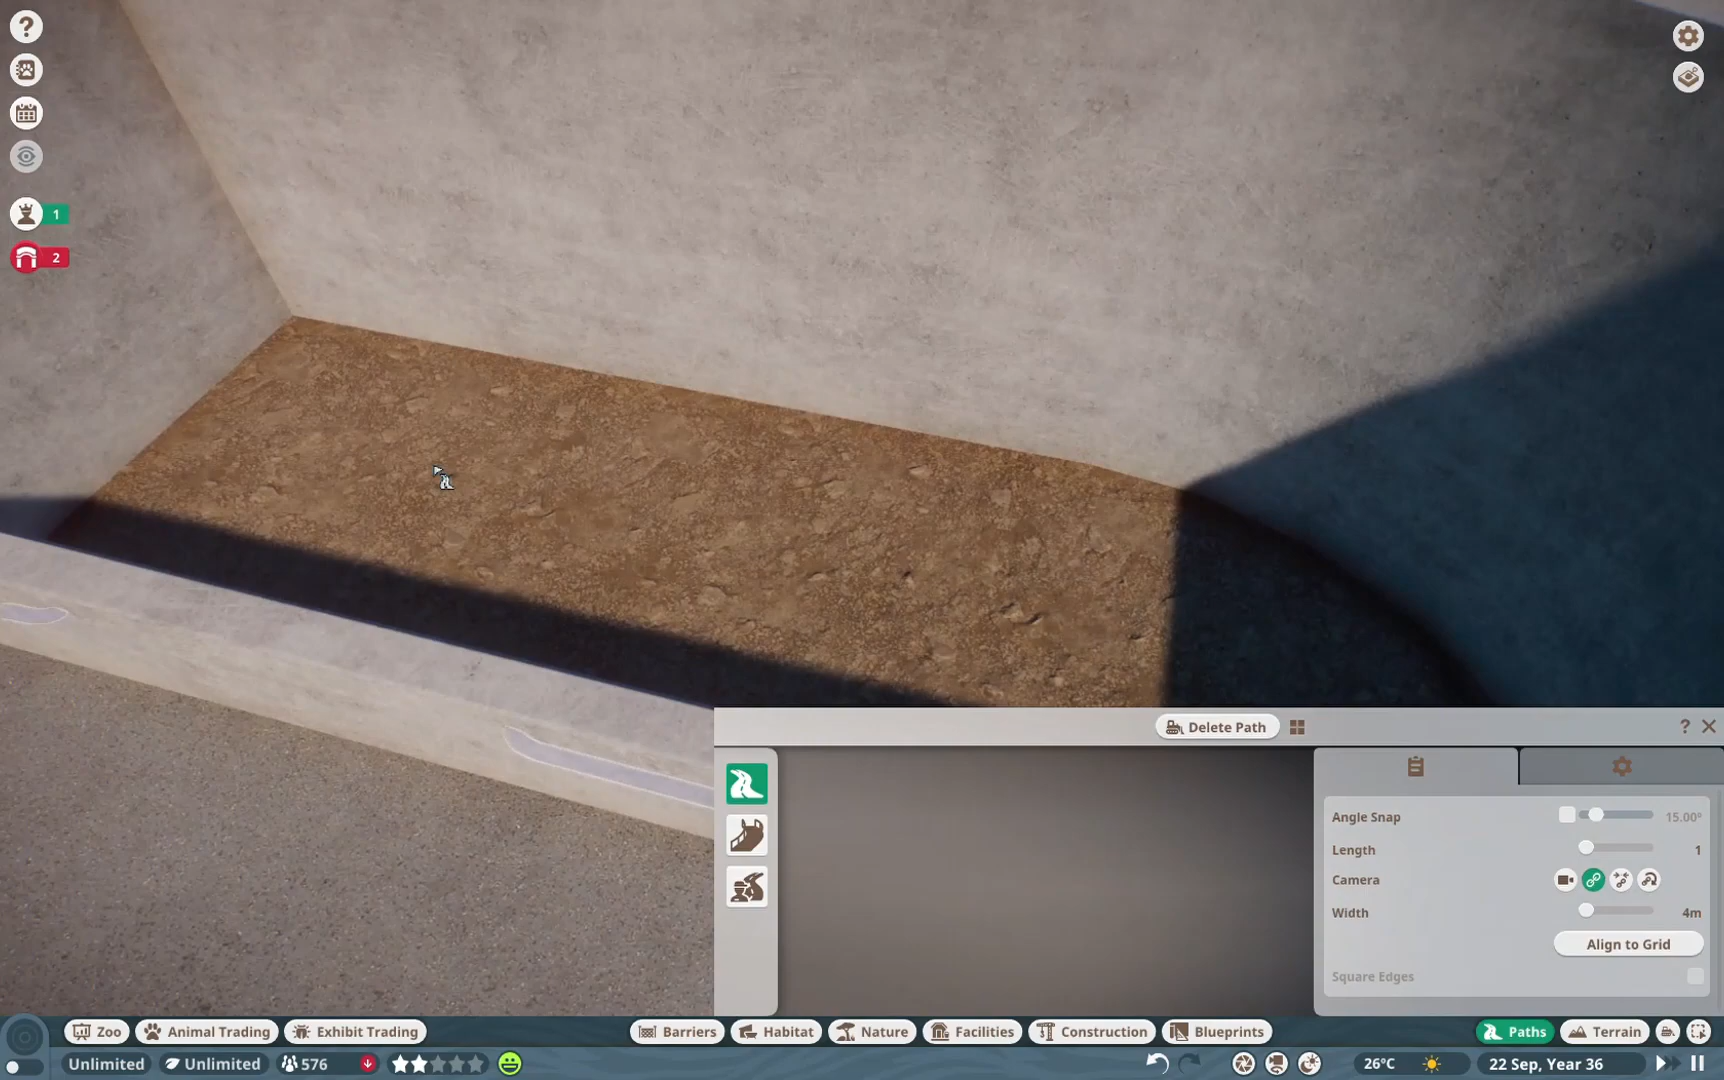 ?
1
2
Delete Path
?
Angle Snap
15.00°
Length
1
Camera
Width
4m
Align to Grid
Square Edges
Zoo
Animal Trading
Exhibit Trading
Barriers
Habitat
Nature
Facilities
Construction
Blueprints
Paths
Terrain
Unlimited
Unlimited
576
26°C
22 Sep, Year 36